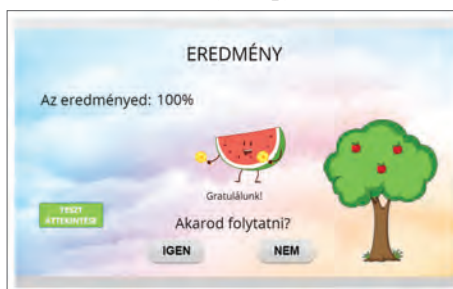 EREDMÉNY
Az eredményed: 100%
Gratulálunk!
TESZT
ÁTTEKINTÉSE
Akarod folytatni?
IGEN
NEM